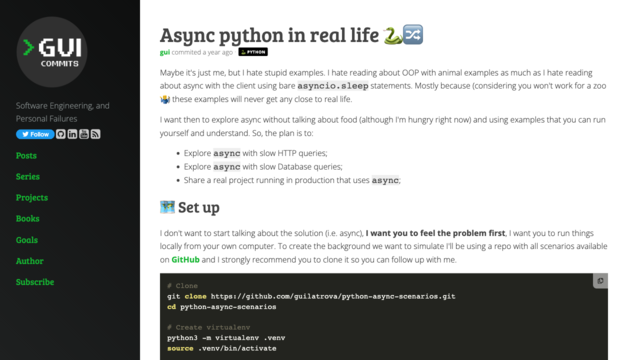 GUI
COMMITS
Software Engineering, and
Personal Failures
Follow
Posts
Series
Projects
Books
Goals
Author
Subscribe
Async python in real life 🐍🔀
gui commited a year ago · PYTHON
Maybe it's just me, but I hate stupid examples. I hate reading about OOP with animal examples as much as I hate reading
about async with the client using bare asyncio.sleep statements. Mostly because (considering you won't work for a zoo
🤷) these examples will never get any close to real life.
I want then to explore async without talking about food (although I'm hungry right now) and using examples that you can run
yourself and understand. So, the plan is to:
• Explore async with slow HTTP queries;
• Explore async with slow Database queries;
• Share a real project running in production that uses async;
🗺️ Set up
I don't want to start talking about the solution (i.e. async), I want you to feel the problem first, I want you to run things
locally from your own computer. To create the background we want to simulate I'll be using a repo with all scenarios available
on GitHub and I strongly recommend you to clone it so you can follow up with me.
# Clone
git clone https://github.com/guilatrova/python-async-scenarios.git
cd python-async-scenarios
# Create virtualenv
python3 -m virtualenv .venv
source .venv/bin/activate